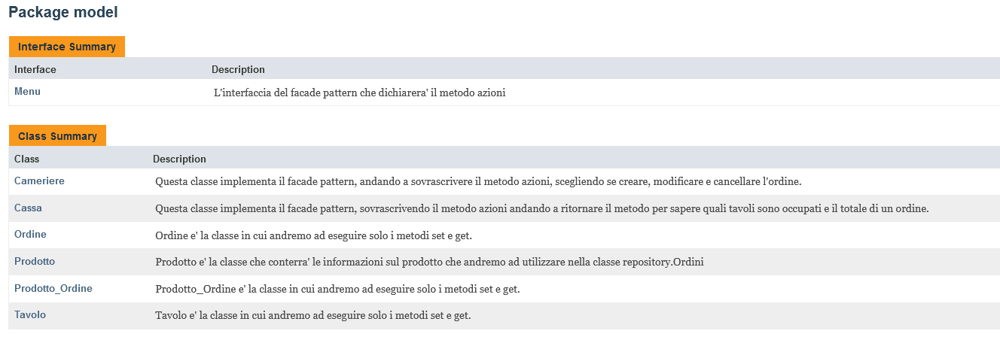 Package model
Interface Summary
Interface Description
Menu L'interfaccia del facade pattern che dichiarera' il metodo azioni
Class Summary
Class Description
Cameriere Questa classe implementa il facade pattern, andando a sovrascrivere il metodo azioni, scegliendo se creare, modificare e cancellare l'ordine.
Cassa Questa classe implementa il facade pattern, sovrascrivendo il metodo azioni andando a ritornare il metodo per sapere quali tavoli sono occupati e il totale di un ordine.
Ordine Ordine e' la classe in cui andremo ad eseguire solo i metodi set e get.
Prodotto Prodotto e' la classe che conterra' le informazioni sul prodotto che andremo ad utilizzare nella classe repository.Ordini
Prodotto_Ordine Prodotto_Ordine e' la classe in cui andremo ad eseguire solo i metodi set e get.
Tavolo Tavolo e' la classe in cui andremo ad eseguire solo i metodi set e get.